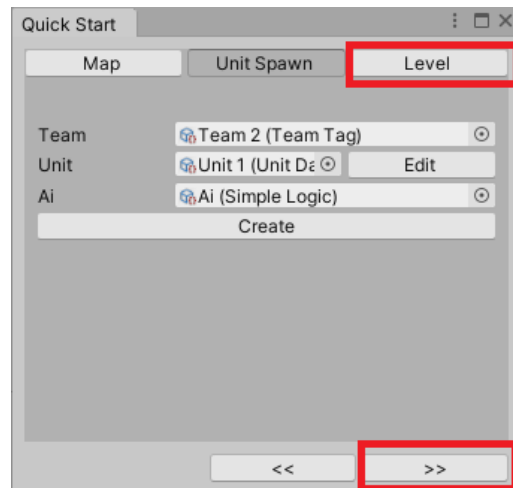 Quick Start
Map Unit Spawn Level
Team Team 2 (Team Tag)
Unit Unit 1 (Unit Da Edit
Ai Ai (Simple Logic)
Create
<< >>